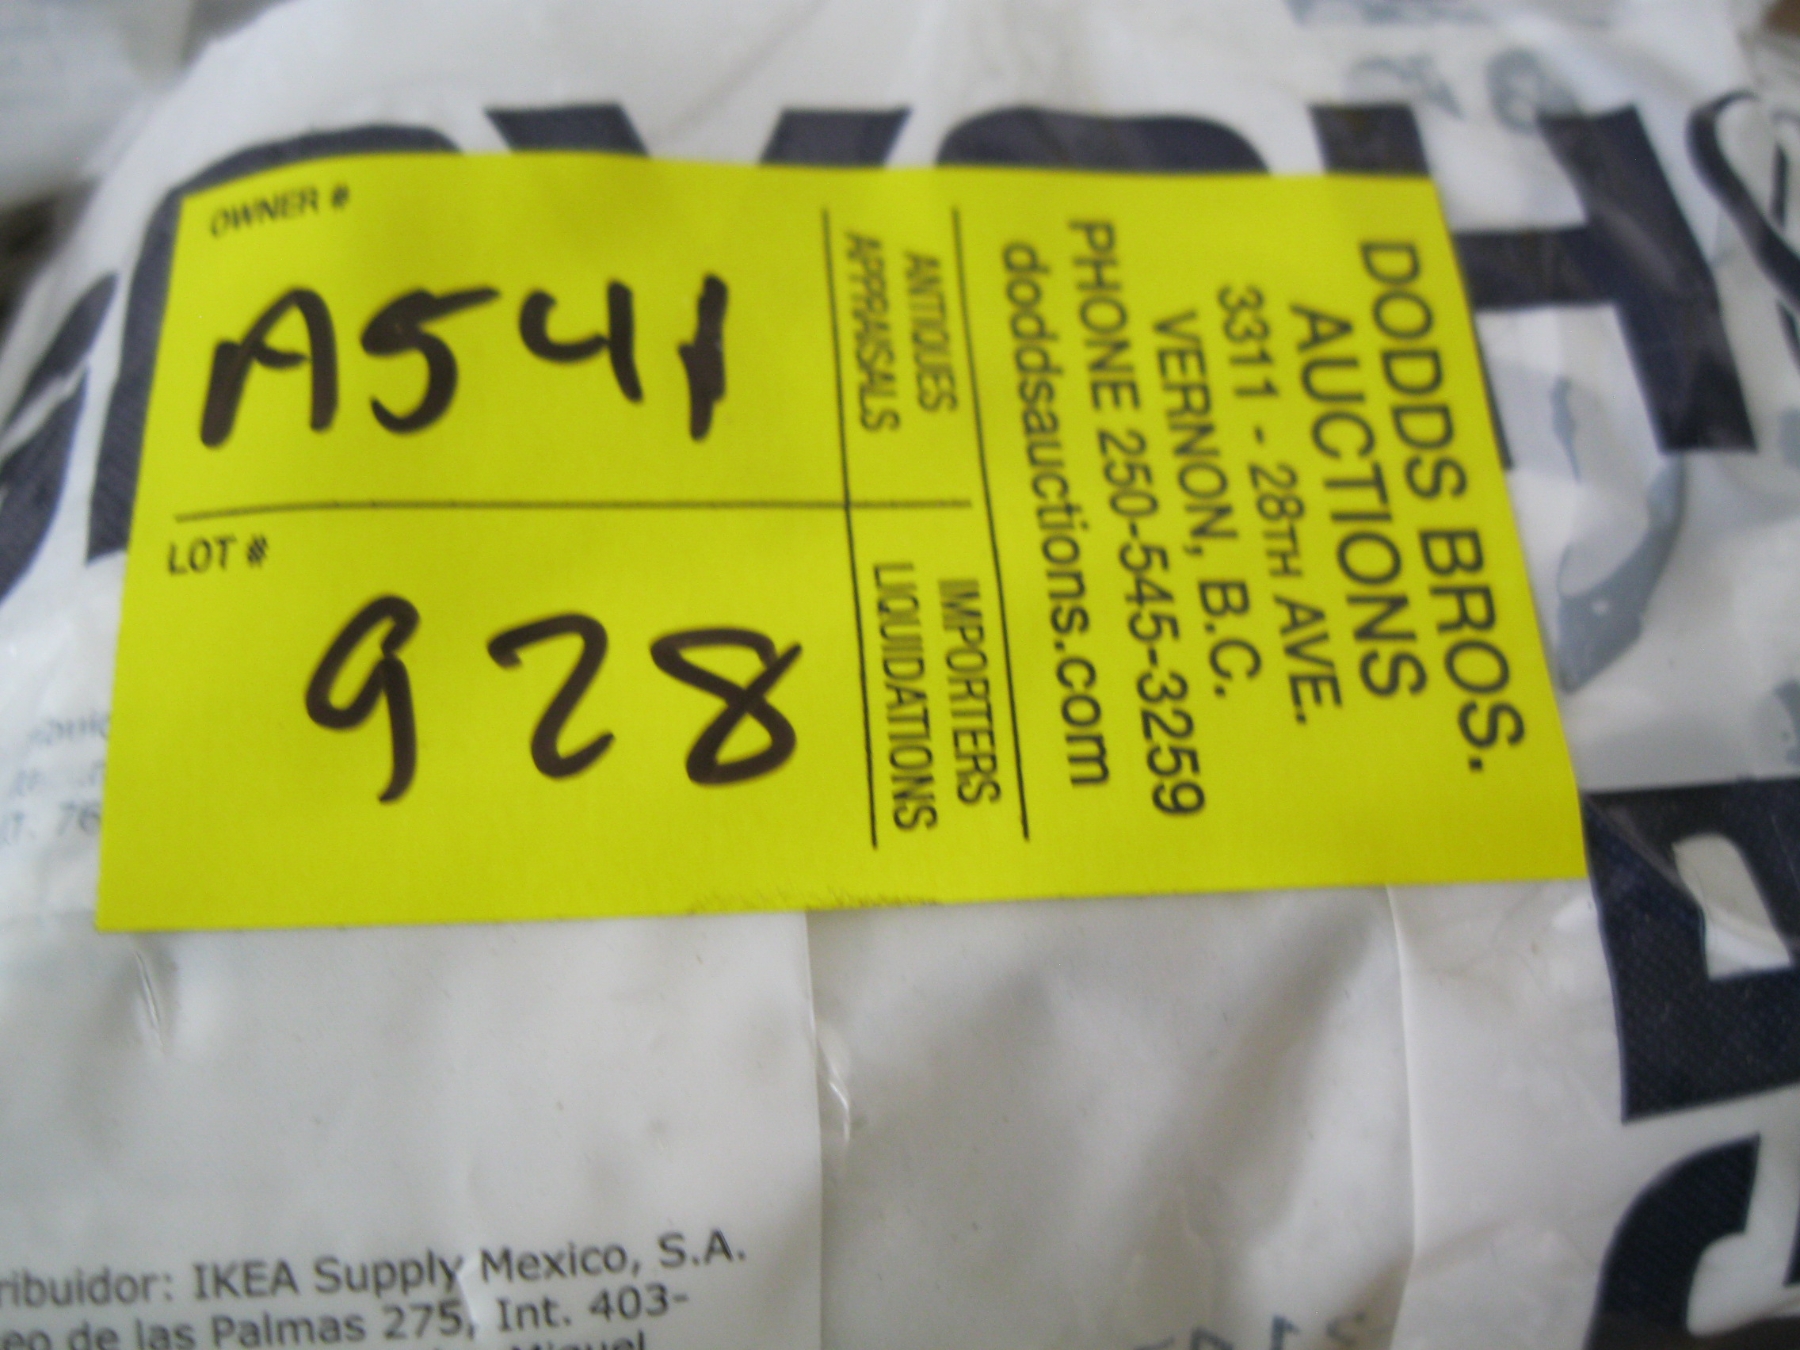 OWNER #
A541
LOT #
928
ANTIQUES
APPRAISALS
IMPORTERS
LIQUIDATIONS
DODDS BROS.
AUCTIONS
3311 - 28TH AVE.
VERNON, B.C.
PHONE 250-545-3259
doddsauctions.com
ribuidor: IKEA Supply Mexico, S.A.
eo de las Palmas 275, Int. 403-
Miguel